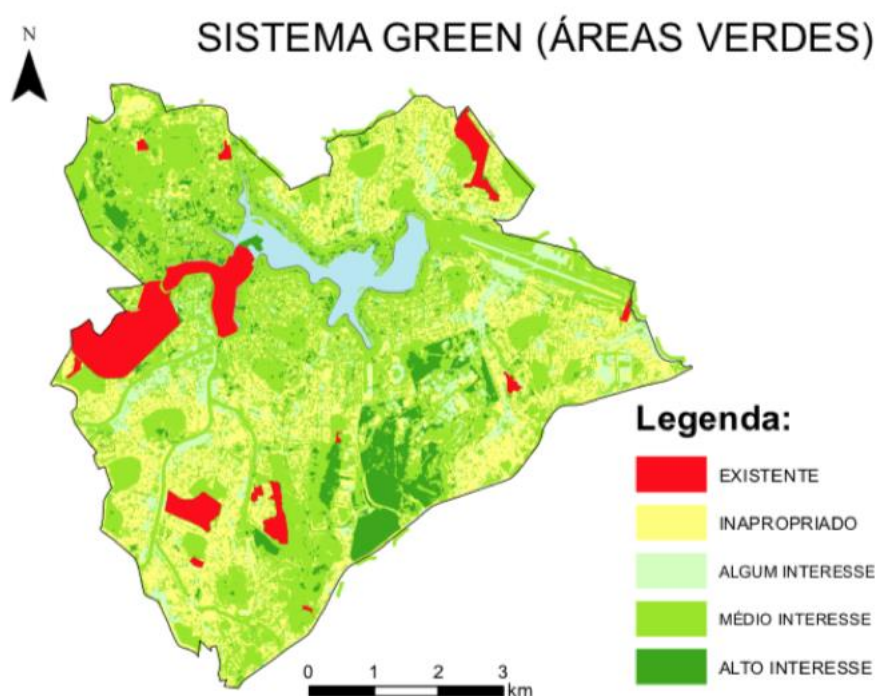 N
SISTEMA GREEN (ÁREAS VERDES)
Legenda:
EXISTENTE
INAPROPRIADO
ALGUM INTERESSE
MÉDIO INTERESSE
ALTO INTERESSE
0 1 2 3
km